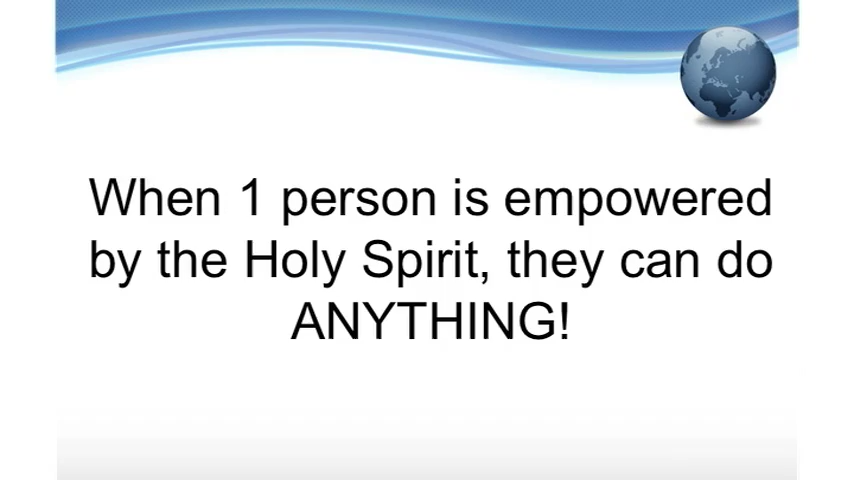 When 1 person is empowered
by the Holy Spirit, they can do
ANYTHING!